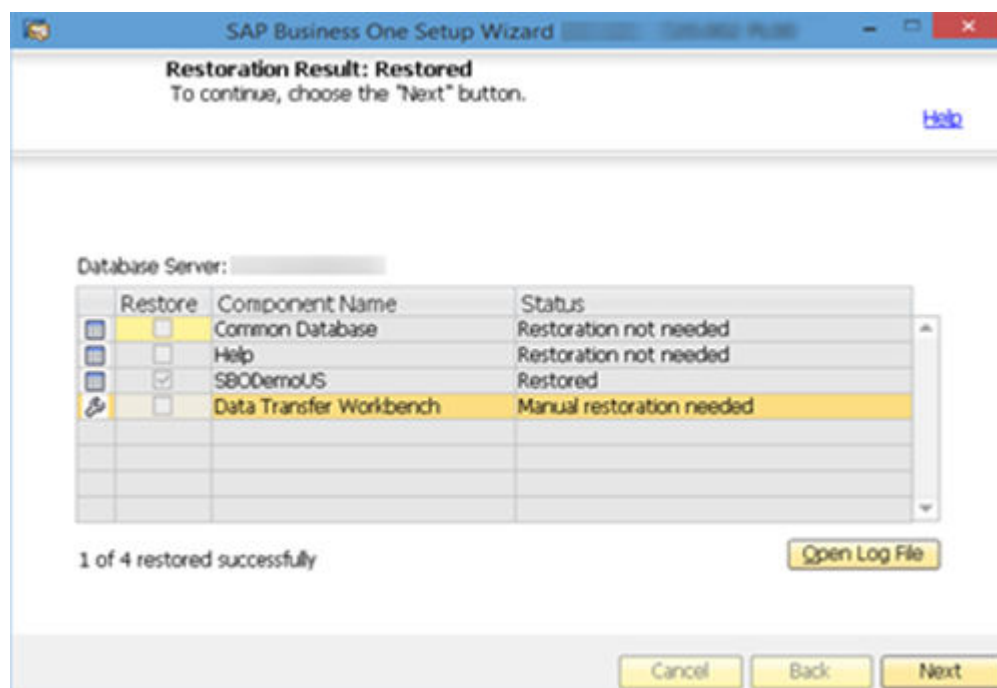 SAP Business One Setup Wizard
Restoration Result: Restored
To continue, choose the "Next" button.
Help
Database Server:
Restore Component Name Status
Common Database Restoration not needed
Help Restoration not needed
SBODemoUS Restored
Data Transfer Workbench Manual restoration needed
1 of 4 restored successfully
Open Log File
Cancel Back Next